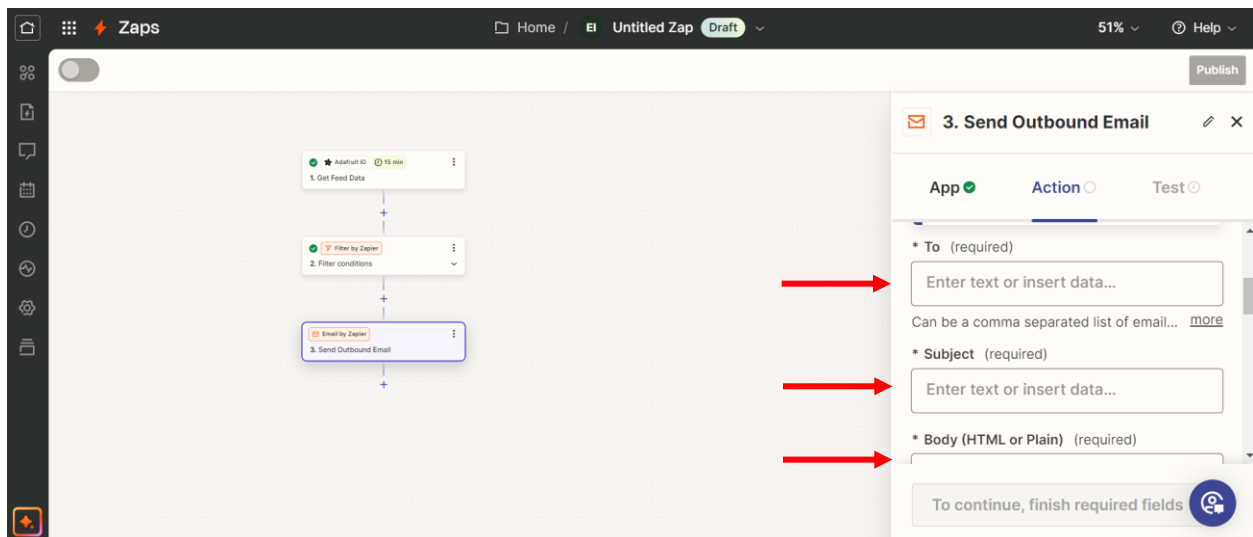 Zaps
Home / EI Untitled Zap Draft
51%
Help
Publish
Adafruit IO 15 min
1. Get Feed Data
Filter by Zapier
2. Filter conditions
Email by Zapier
3. Send Outbound Email
3. Send Outbound Email
App Action Test
* To (required)
Enter text or insert data...
Can be a comma separated list of email... more
* Subject (required)
Enter text or insert data...
* Body (HTML or Plain) (required)
To continue, finish required fields